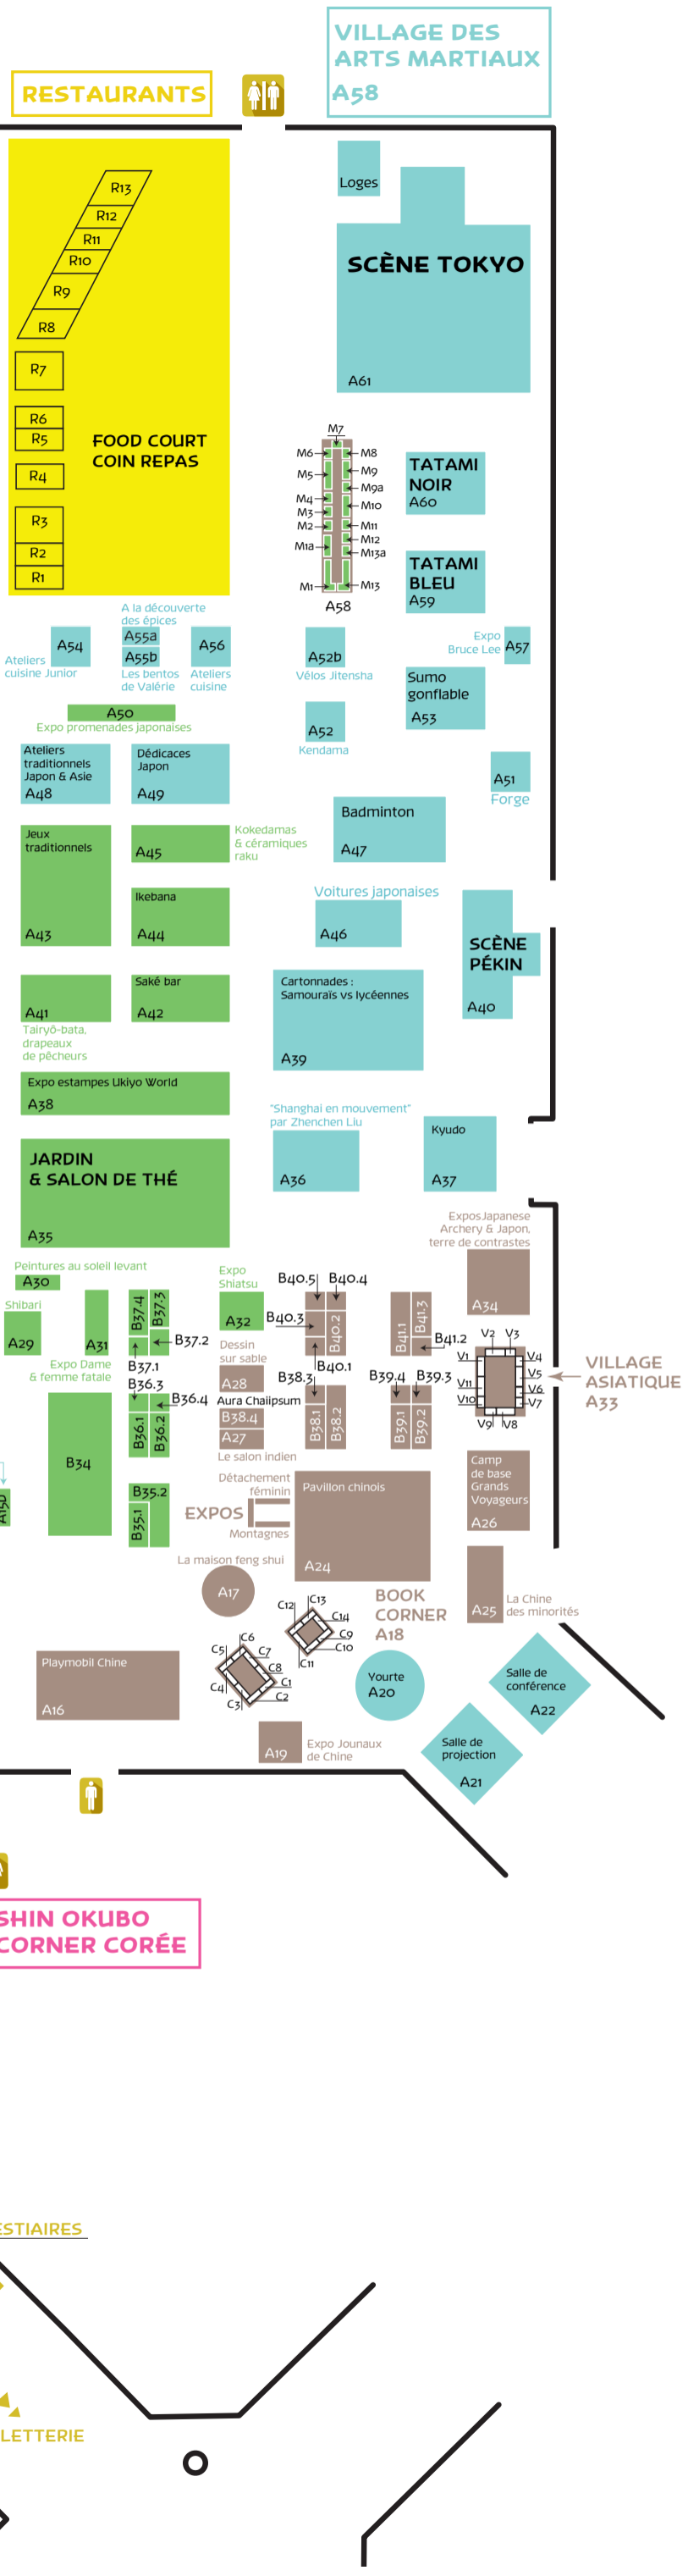 VILLAGE DES
ARTS MARTIAUX
A58
RESTAURANTS
Loges
SCÈNE TOKYO
A61
R13
R12
R11
R10
R9
R8
R7
R6
R5
R4
R3
R2
R1
FOOD COURT
COIN REPAS
M7
M6
M8
M5
M9
M9a
M4
M10
M3
M2
M11
M12
M1a
M13a
M1
M13
A58
TATAMI
NOIR
A60
TATAMI
BLEU
A59
A la découverte
des épices
A54
A55a
A55b
A56
Ateliers
cuisine Junior
Les bentos
de Valérie
Ateliers
cuisine
A52b
Vélos Jitensha
Expo
Bruce Lee
A57
Sumo
gonflable
A53
A50
Expo promenades japonaises
A52
Kendama
Ateliers
traditionnels
Japon & Asie
A48
Dédicaces
Japon
A49
A51
Forge
Badminton
A47
Jeux
traditionnels
A43
A45
Kokedamas
& céramiques
raku
Ikebana
A44
Voitures japonaises
A46
SCÈNE
PÉKIN
A40
A41
Tairyô-bata,
drapeaux
de pêcheurs
Saké bar
A42
Cartonnades :
Samouraïs vs lycéennes
A39
Expo estampes Ukiyo World
A38
"Shanghai en mouvement"
par Zhenchen Liu
A36
Kyudo
A37
JARDIN
& SALON DE THÉ
A35
Expos Japanese
Archery & Japon,
terre de contrastes
A34
Peintures au soleil levant
A30
Shibari
A29
A31
Expo Dame
& femme fatale
B37.4
B37.3
B37.2
B37.1
Expo
Shiatsu
A32
B40.5
B40.4
B40.3
B40.2
B40.1
B41.1
B41.3
B41.2
V2
V3
V1
V4
V5
V11
V6
V10
V7
V9
V8
VILLAGE
ASIATIQUE
A33
Dessin
sur sable
A28
B36.3
B36.4
B36.1
B36.2
Aura Chaiipsum
B38.4
A27
Le salon indien
B38.3
B38.1
B38.2
B39.4
B39.3
B39.1
B39.2
B34
B35.2
B35.1
A15b
Détachement
féminin
EXPOS
Montagnes
Pavillon chinois
A24
Camp
de base
Grands
Voyageurs
A26
La maison feng shui
A17
BOOK
CORNER
A18
A25
La Chine
des minorités
C12
C13
C14
C9
C10
C11
C6
C5
C7
C8
C4
C1
C3
C2
Playmobil Chine
A16
Yourte
A20
Salle de
conférence
A22
A19
Expo Jounaux
de Chine
Salle de
projection
A21
SHIN OKUBO
CORNER CORÉE
ESTIAIRES
LETTERIE